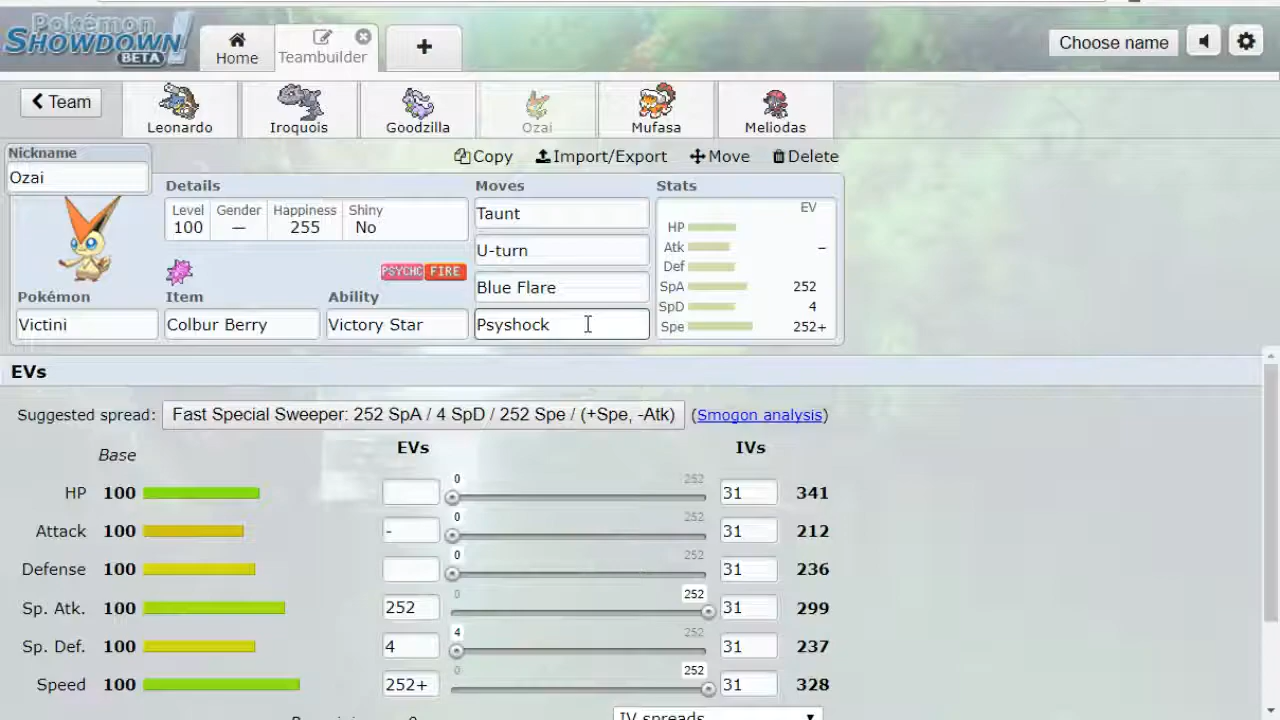 Pokémon
SHOWDOWN!
BETA
Home
Teambuilder
Choose name
Team
Leonardo
Iroquois
Goodzilla
Ozai
Mufasa
Meliodas
Copy Import/Export Move Delete
Nickname
Ozai
Details
Level Gender Happiness Shiny
100 — 255 No
PSYCHC FIRE
Pokémon
Victini
Item
Colbur Berry
Ability
Victory Star
Moves
Taunt
U-turn
Blue Flare
Psyshock
Stats
EV
HP
Atk –
Def
SpA 252
SpD 4
Spe 252+
EVs
Suggested spread: Fast Special Sweeper: 252 SpA / 4 SpD / 252 Spe / (+Spe, -Atk) (Smogon analysis)
Base EVs IVs
HP 100 0 252 31 341
Attack 100 - 0 252 31 212
Defense 100 0 252 31 236
Sp. Atk. 100 252 0 252 31 299
Sp. Def. 100 4 4 252 31 237
Speed 100 252+ 0 252 31 328
IV spreads